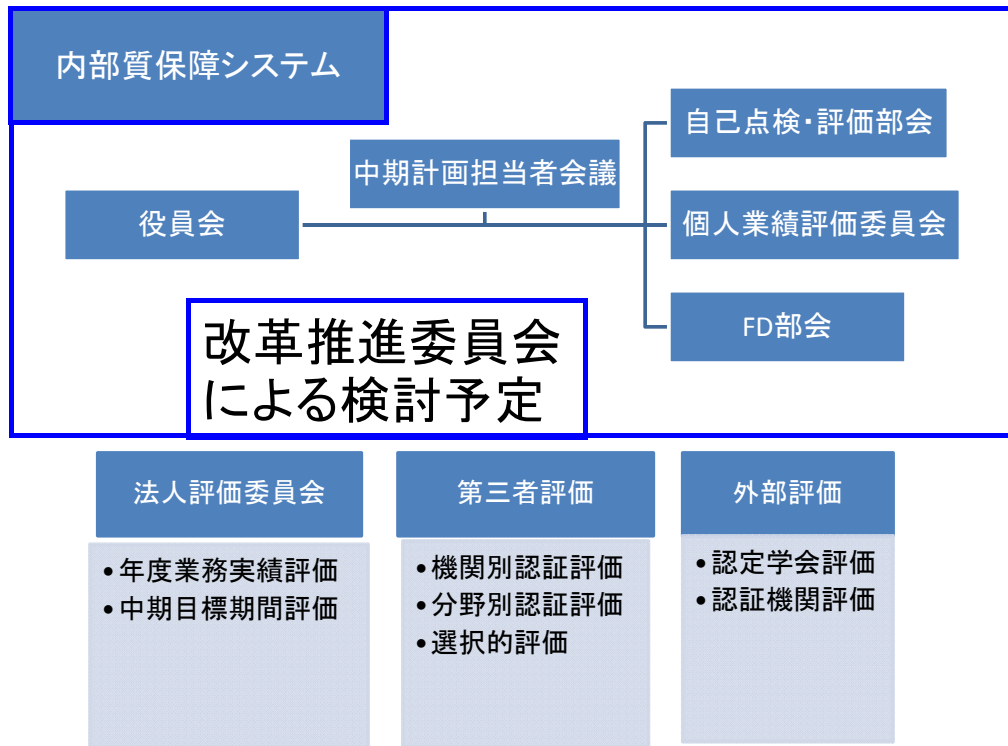 内部質保障システム
自己点検・評価部会
中期計画担当者会議
役員会
個人業績評価委員会
FD部会
改革推進委員会
による検討予定
法人評価委員会
•年度業務実績評価
•中期目標期間評価
第三者評価
•機関別認証評価
•分野別認証評価
•選択的評価
外部評価
•認定学会評価
•認証機関評価